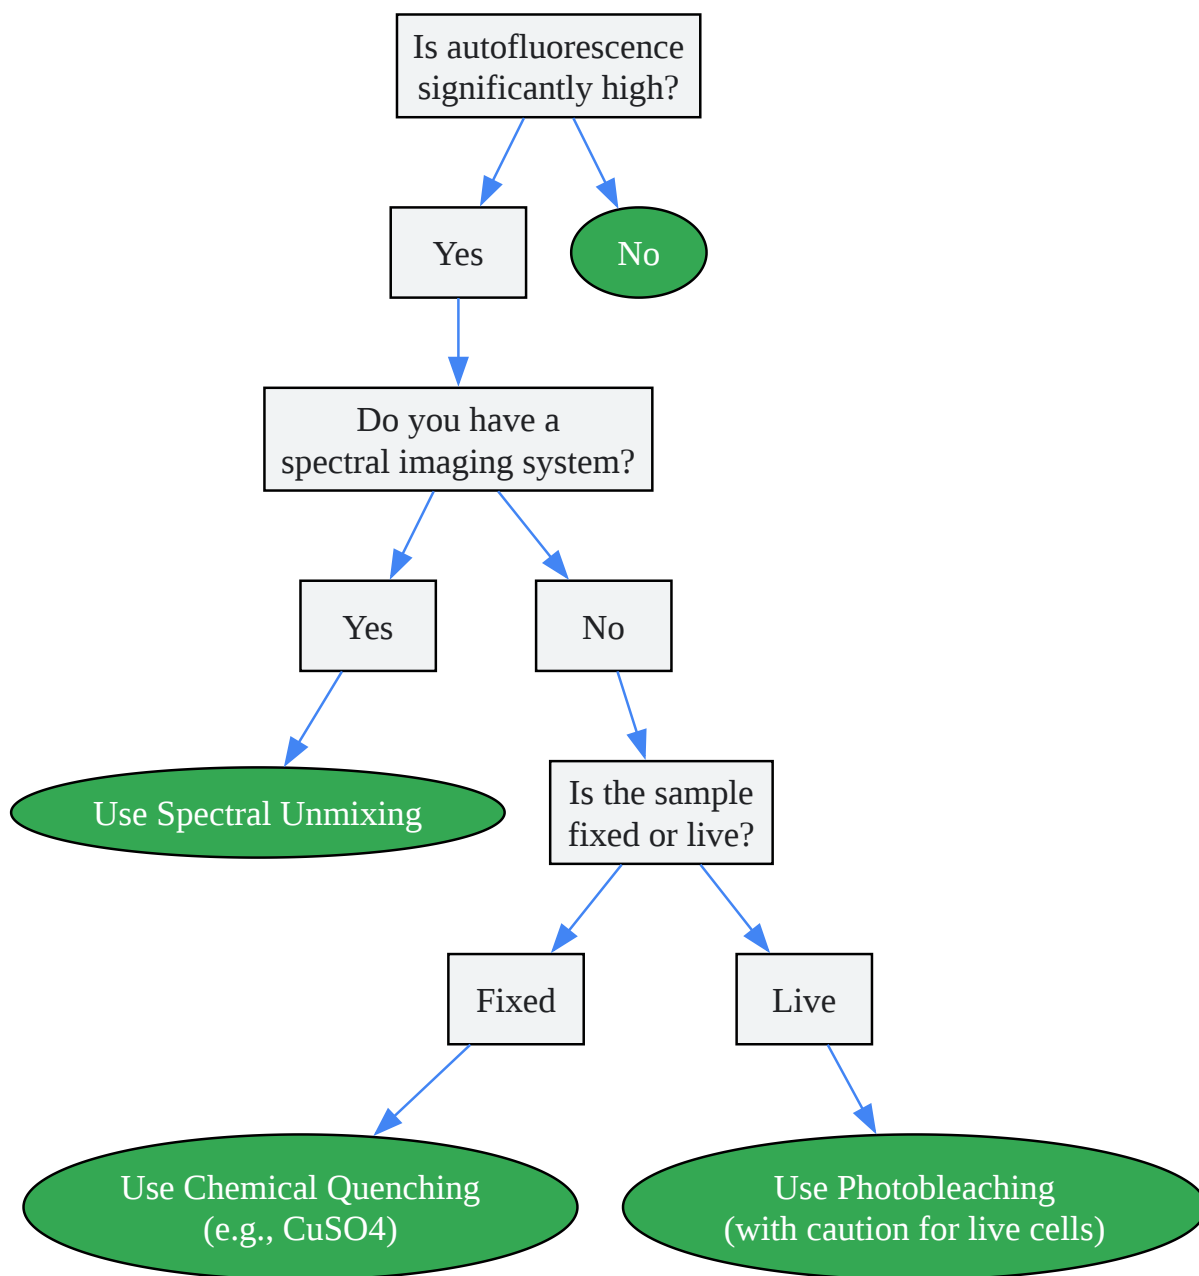 Is autofluorescence
significantly high?
Yes
No
Do you have a
spectral imaging system?
Yes
No
Use Spectral Unmixing
Is the sample
fixed or live?
Fixed
Live
Use Chemical Quenching
(e.g., CuSO4)
Use Photobleaching
(with caution for live cells)